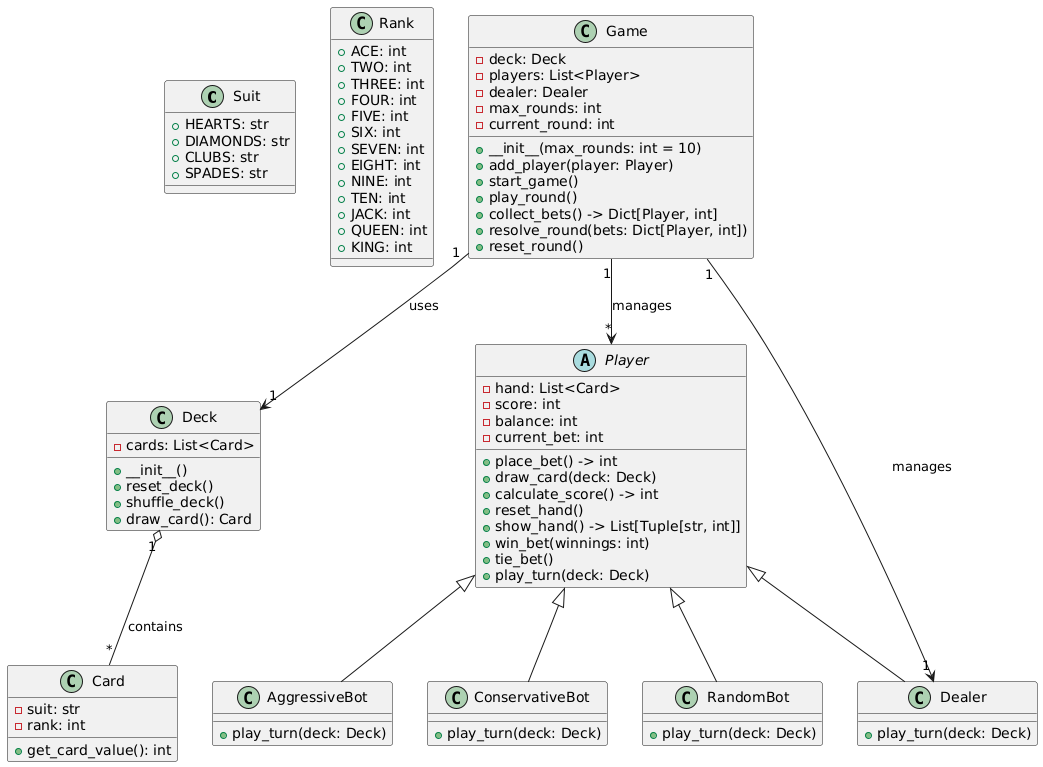 C Suit
HEARTS: str
DIAMONDS: str
CLUBS: str
SPADES: str
C Rank
ACE: int
TWO: int
THREE: int
FOUR: int
FIVE: int
SIX: int
SEVEN: int
EIGHT: int
NINE: int
TEN: int
JACK: int
QUEEN: int
KING: int
C Game
deck: Deck
players: List<Player>
dealer: Dealer
max_rounds: int
current_round: int
__init__(max_rounds: int = 10)
add_player(player: Player)
start_game()
play_round()
collect_bets() -> Dict[Player, int]
resolve_round(bets: Dict[Player, int])
reset_round()
1
1
1
uses
manages
manages
1
*
1
C Deck
cards: List<Card>
__init__()
reset_deck()
shuffle_deck()
draw_card(): Card
A Player
hand: List<Card>
score: int
balance: int
current_bet: int
place_bet() -> int
draw_card(deck: Deck)
calculate_score() -> int
reset_hand()
show_hand() -> List[Tuple[str, int]]
win_bet(winnings: int)
tie_bet()
play_turn(deck: Deck)
1
contains
*
C Card
suit: str
rank: int
get_card_value(): int
C AggressiveBot
play_turn(deck: Deck)
C ConservativeBot
play_turn(deck: Deck)
C RandomBot
play_turn(deck: Deck)
C Dealer
play_turn(deck: Deck)